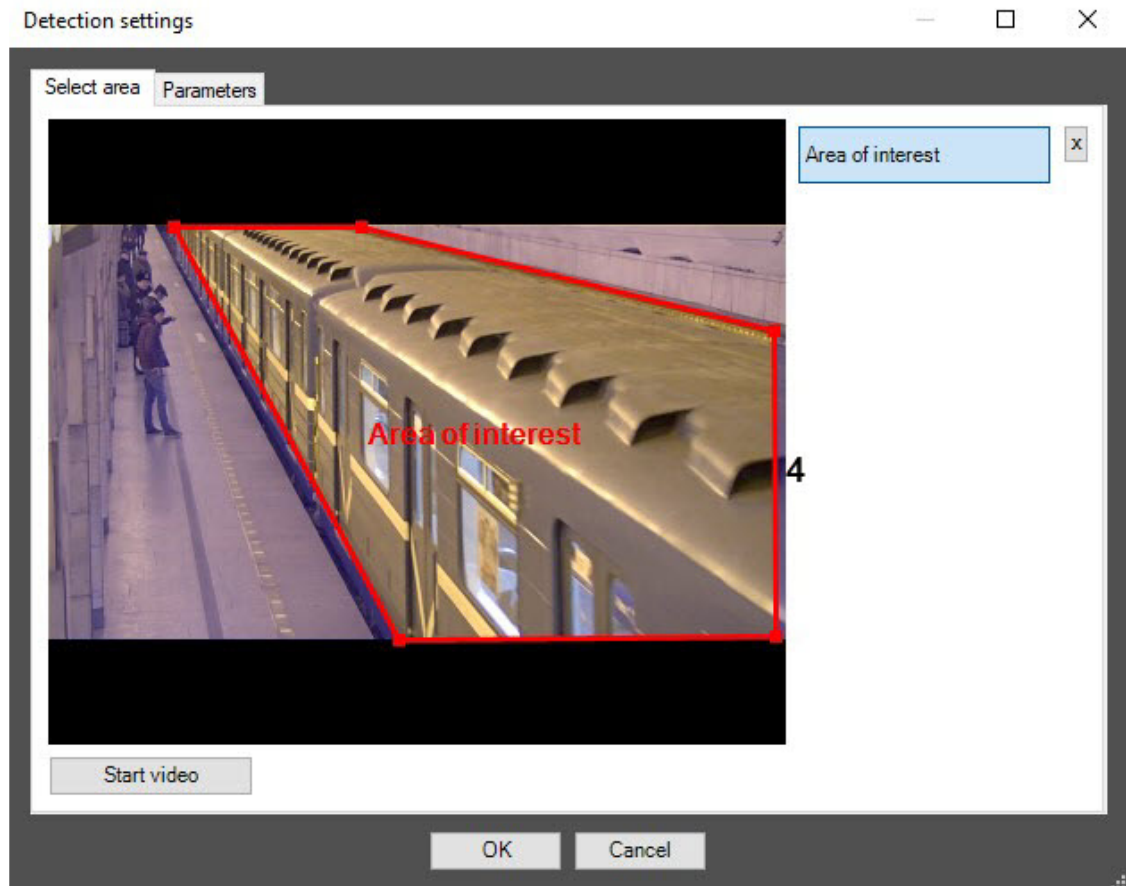 Detection settings
Select area
Parameters
Area of interest
x
Area of interest
4
Start video
OK
Cancel